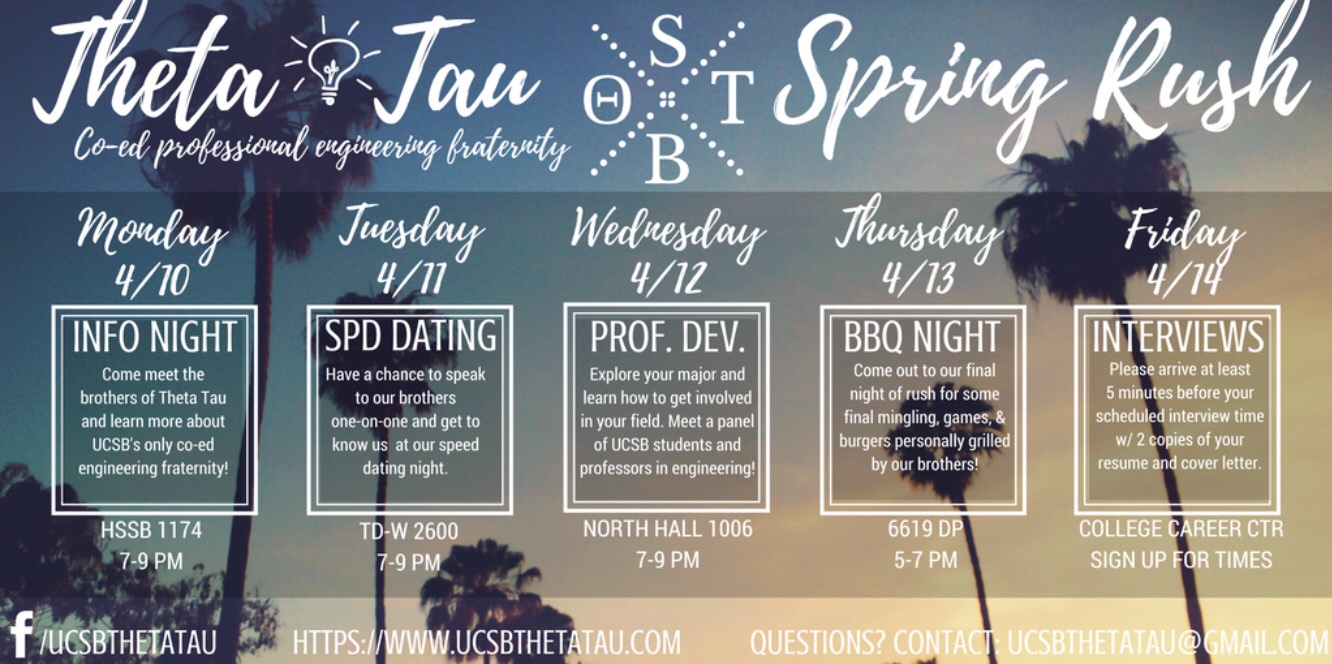 Theta Tau
Co-ed professional engineering fraternity
S
Θ T
B
Spring Rush
Monday
4/10
INFO NIGHT
Come meet the
brothers of Theta Tau
and learn more about
UCSB's only co-ed
engineering fraternity!
HSSB 1174
7-9 PM
Tuesday
4/11
SPD DATING
Have a chance to speak
to our brothers
one-on-one and get to
know us at our speed
dating night.
TD-W 2600
7-9 PM
Wednesday
4/12
PROF. DEV.
Explore your major and
learn how to get involved
in your field. Meet a panel
of UCSB students and
professors in engineering!
NORTH HALL 1006
7-9 PM
Thursday
4/13
BBQ NIGHT
Come out to our final
night of rush for some
final mingling, games, &
burgers personally grilled
by our brothers!
6619 DP
5-7 PM
Friday
4/14
INTERVIEWS
Please arrive at least
5 minutes before your
scheduled interview time
w/ 2 copies of your
resume and cover letter.
COLLEGE CAREER CTR
SIGN UP FOR TIMES
f /UCSBTHETATAU
HTTPS://WWW.UCSBTHETATAU.COM
QUESTIONS? CONTACT: UCSBTHETATAU@GMAIL.COM